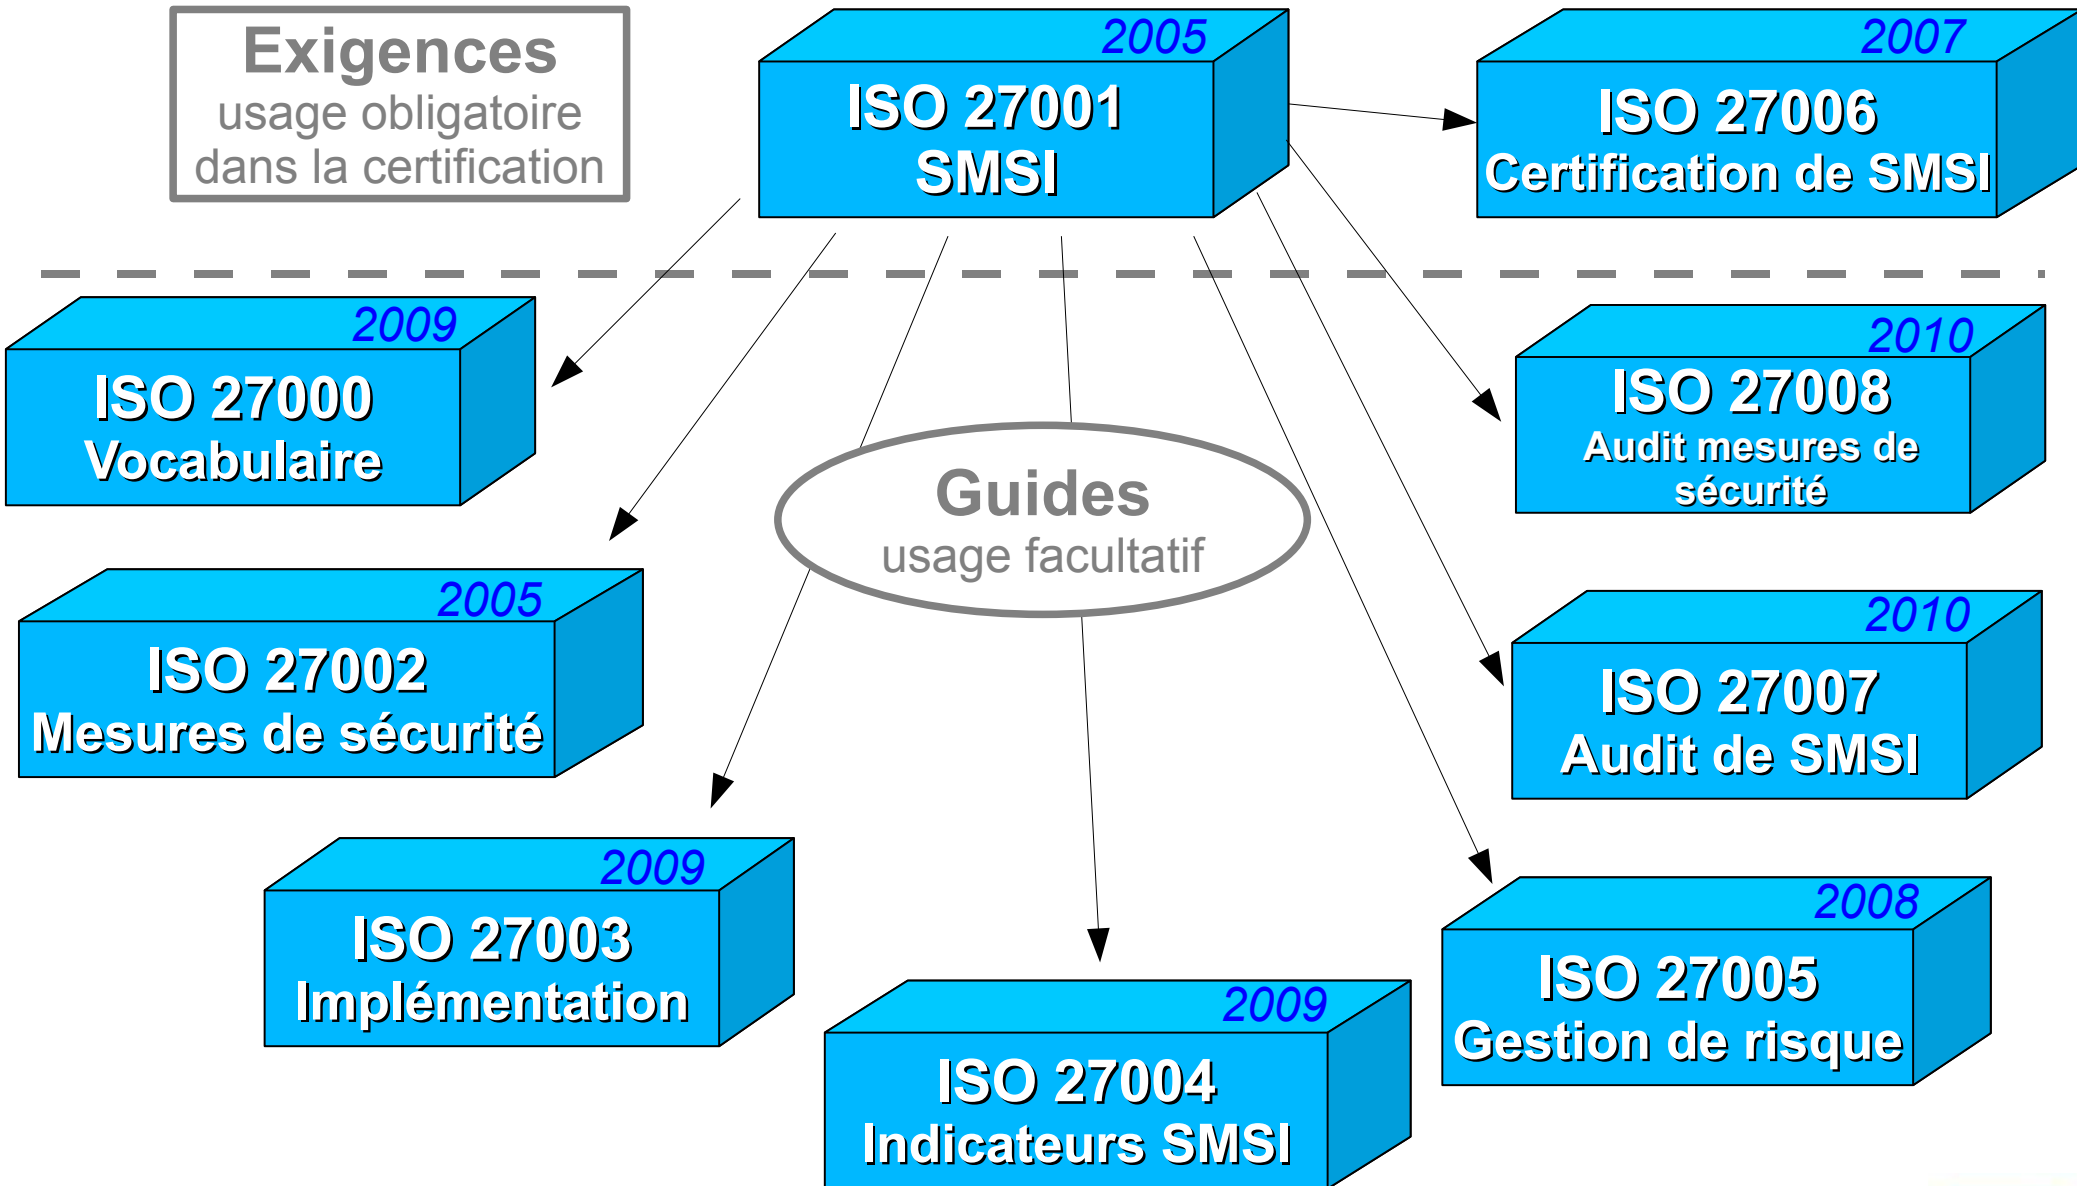 Exigences
usage obligatoire
dans la certification
2005
ISO 27001
SMSI
2007
ISO 27006
Certification de SMSI
2009
ISO 27000
Vocabulaire
2010
ISO 27008
Audit mesures de
sécurité
Guides
usage facultatif
2005
ISO 27002
Mesures de sécurité
2010
ISO 27007
Audit de SMSI
2009
ISO 27003
Implémentation
2009
ISO 27004
Indicateurs SMSI
2008
ISO 27005
Gestion de risque